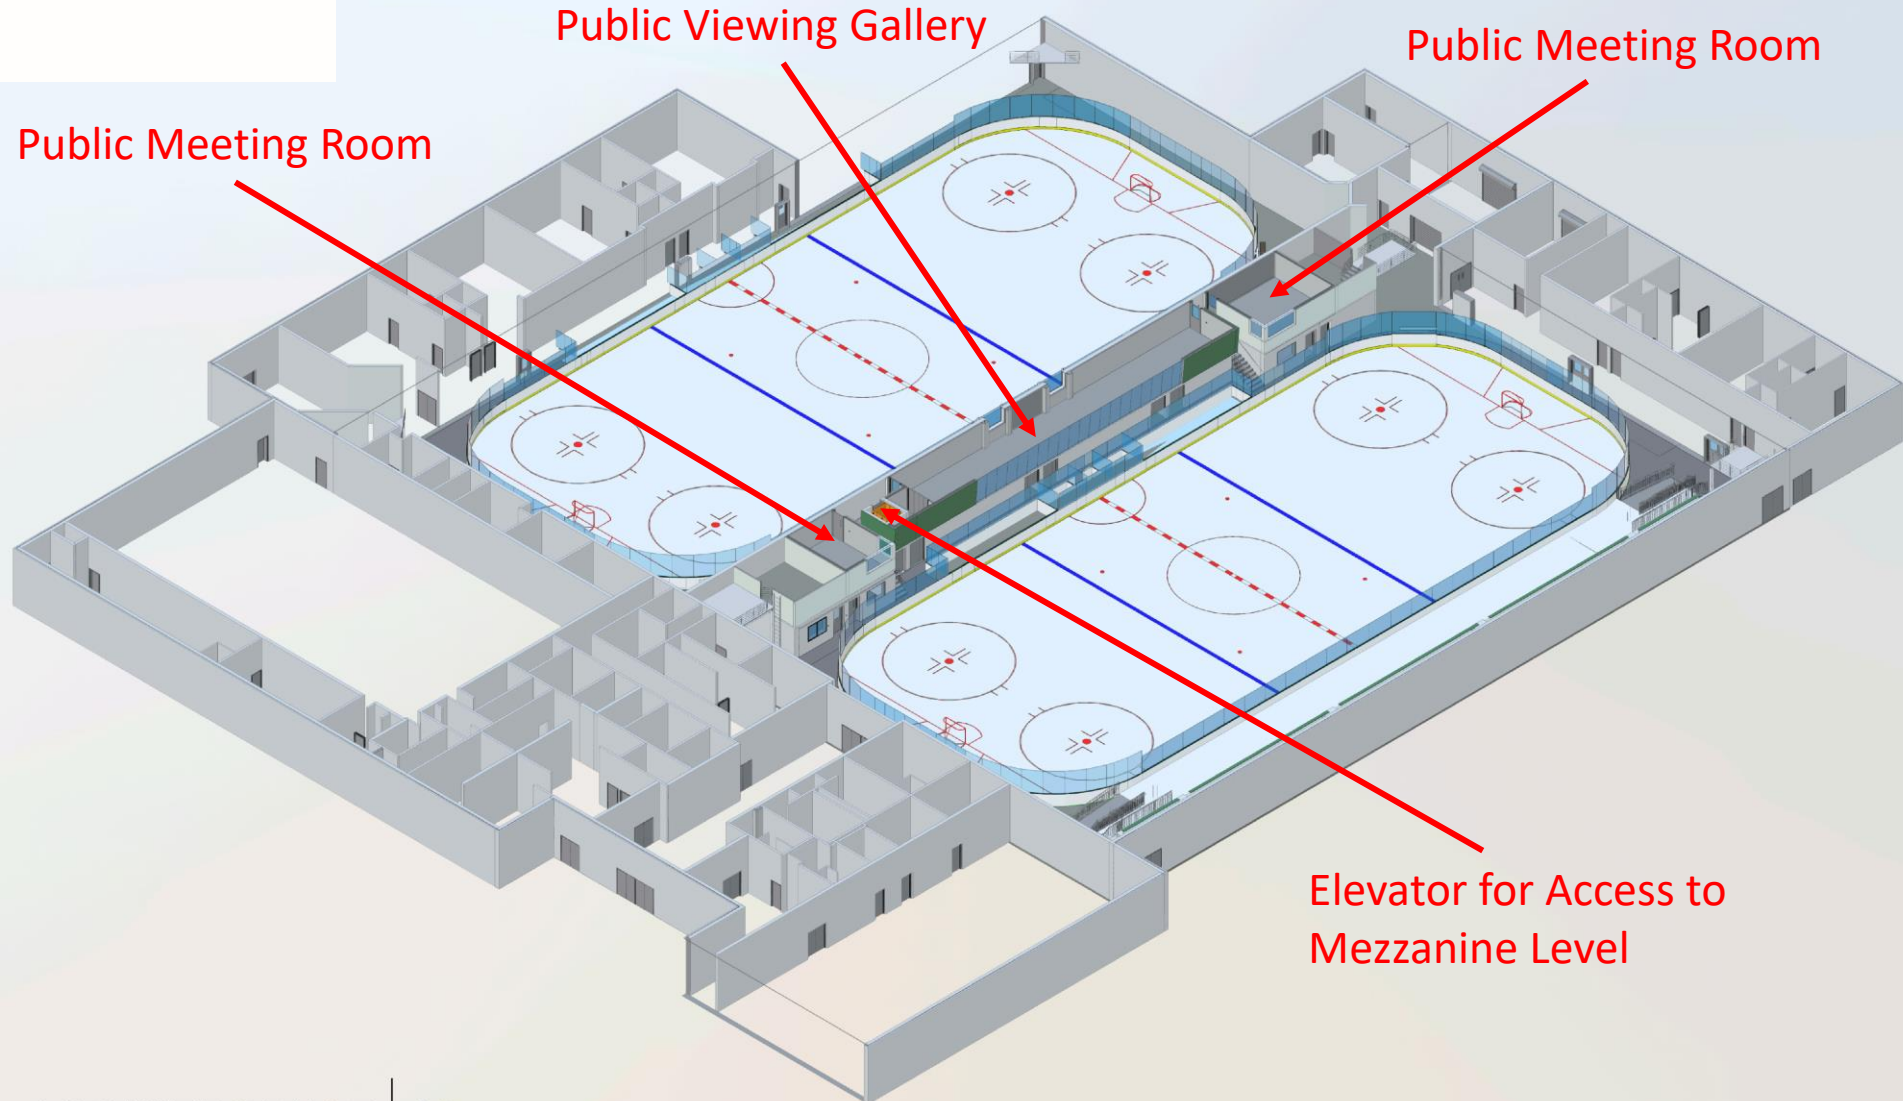 Public Viewing Gallery
Public Meeting Room
Public Meeting Room
Elevator for Access to
Mezzanine Level